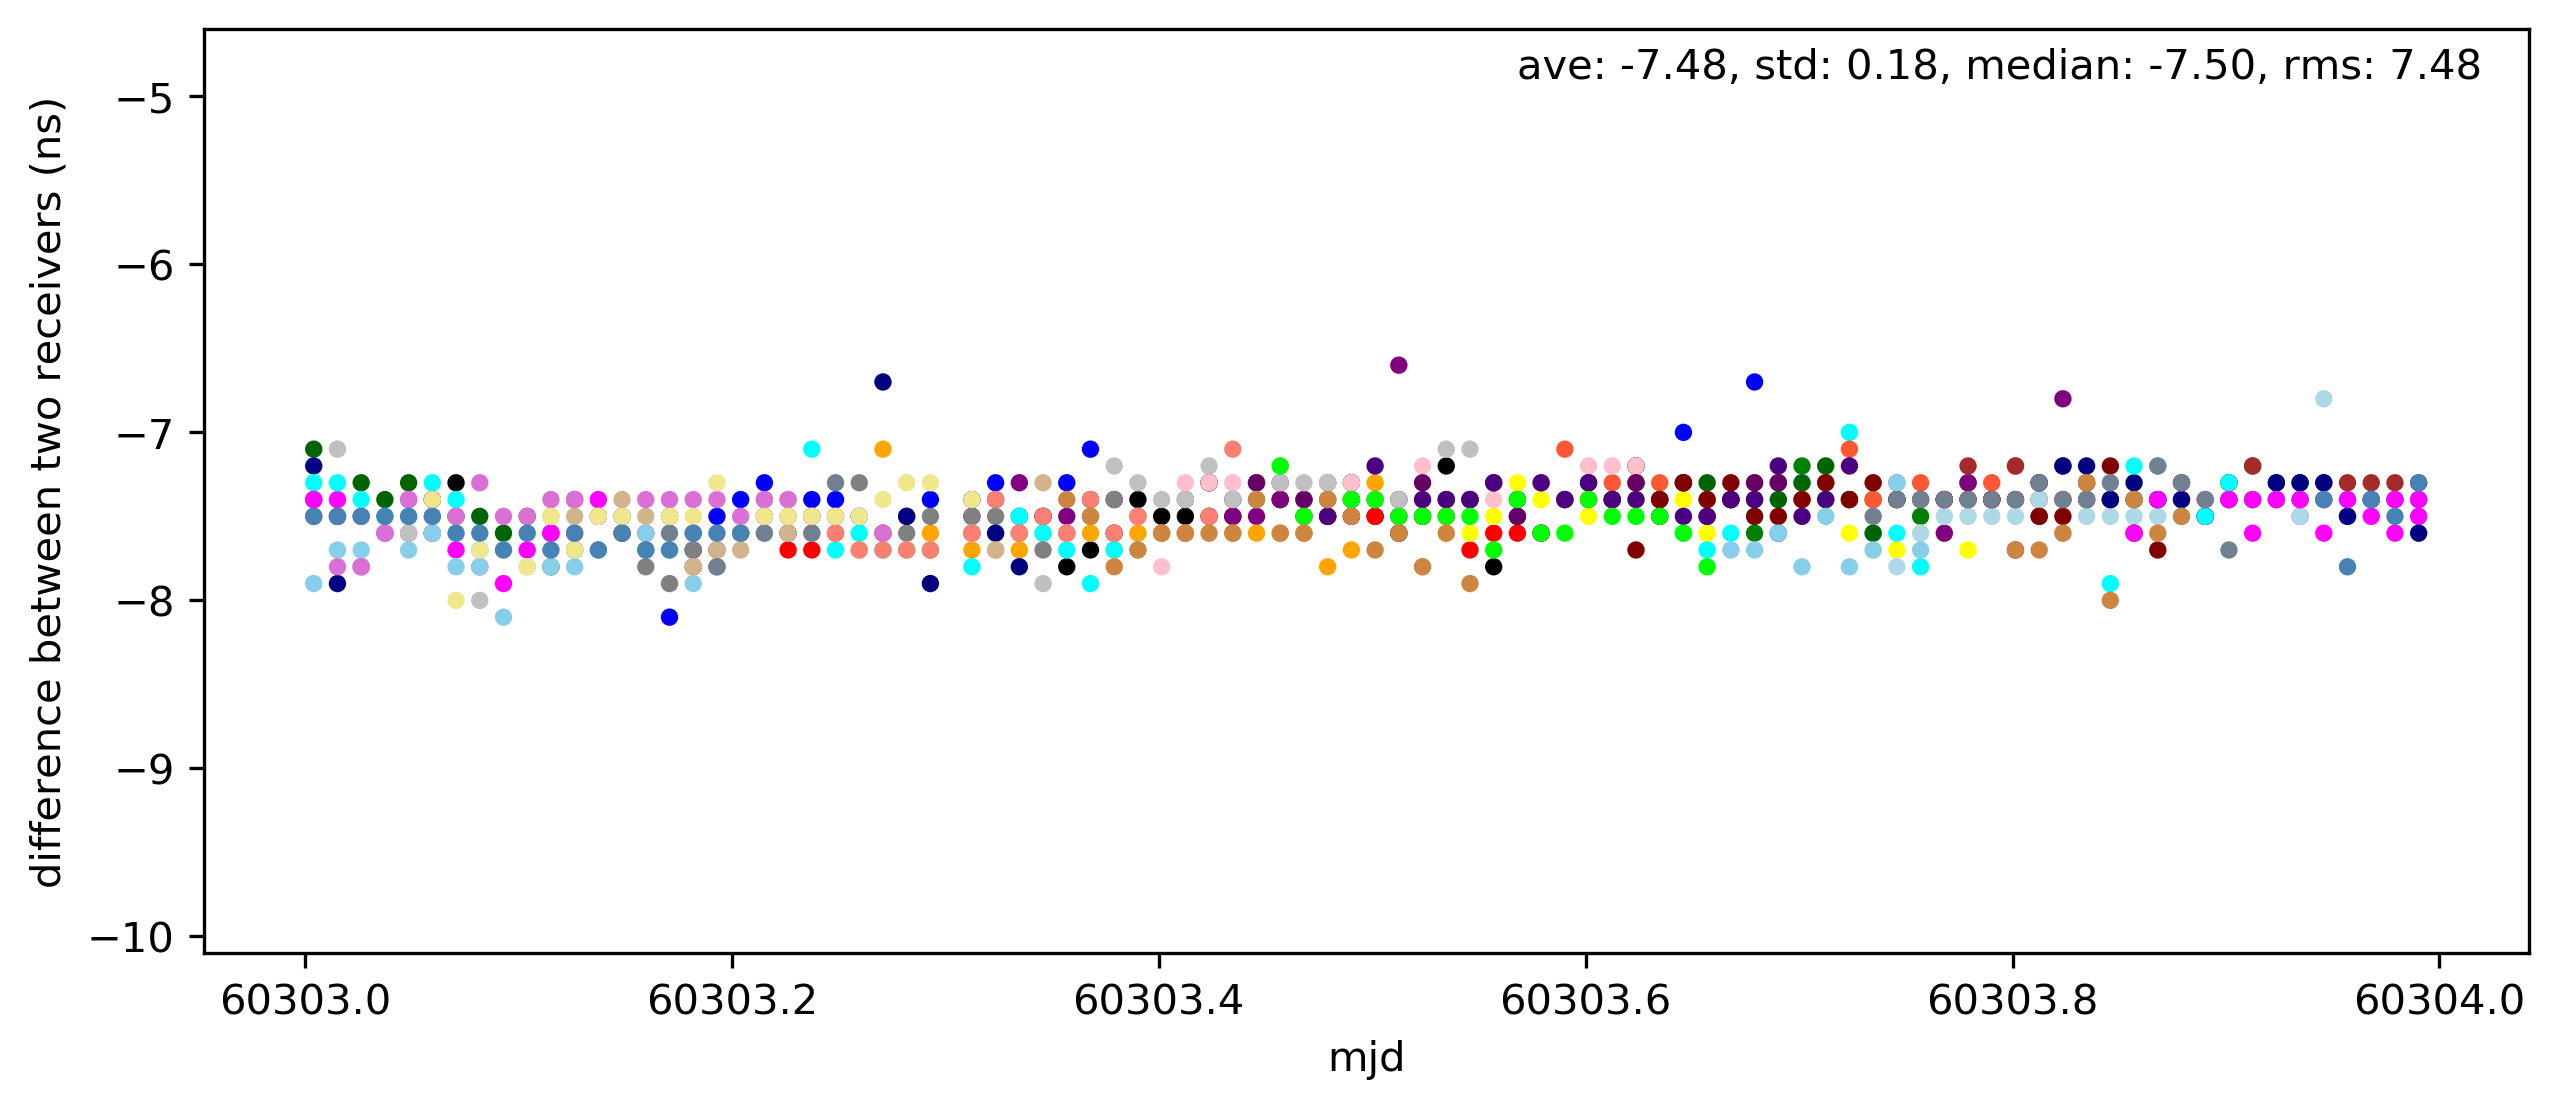 ave: -7.48, std: 0.18, median: -7.50, rms: 7.48
difference between two receivers (ns)
−5
−6
−7
−8
−9
−10
60303.0 60303.2 60303.4 60303.6 60303.8 60304.0
mjd